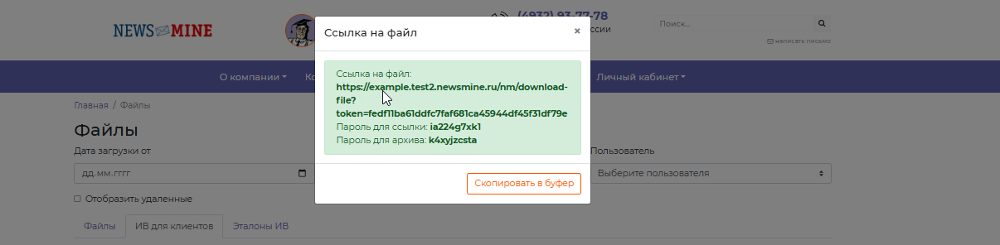 NEWS MINE
(4932) 93-77-78
ссии
Поиск...
написать письмо
О компании
Ко
Личный кабинет
Главная / Файлы
Файлы
Дата загрузки от
дд.мм.гггг
Пользователь
Выберите пользователя
Отобразить удаленные
Файлы
ИВ для клиентов
Эталоны ИВ
Ссылка на файл
×
Ссылка на файл:
https://example.test2.newsmine.ru/nm/download-
file?
token=fedf11ba61ddfc7faf681ca45944df45f31df79e
Пароль для ссылки: ia224g7xk1
Пароль для архива: k4xyjzcsta
Скопировать в буфер